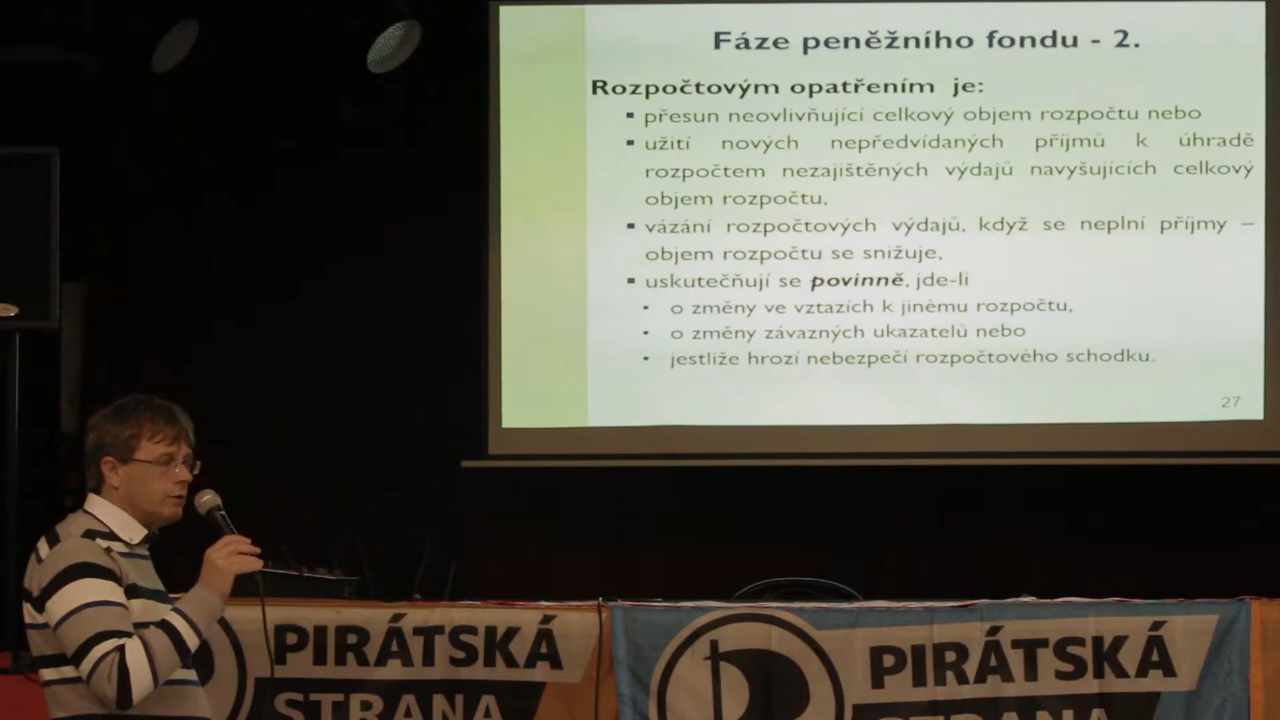 Fáze peněžního fondu - 2.
Rozpočtovým opatřením je:
▪ přesun neovlivňující celkový objem rozpočtu nebo
▪ užití nových nepředvídaných příjmů k úhradě
rozpočtem nezajištěných výdajů navyšujících celkový
objem rozpočtu,
▪ vázání rozpočtových výdajů, když se neplní příjmy –
objem rozpočtu se snižuje,
▪ uskutečňují se povinně, jde-li
• o změny ve vztazích k jinému rozpočtu,
• o změny závazných ukazatelů nebo
• jestliže hrozí nebezpečí rozpočtového schodku.
27
PIRÁTSKÁ
STRANA
PIRÁTSKÁ
STRANA